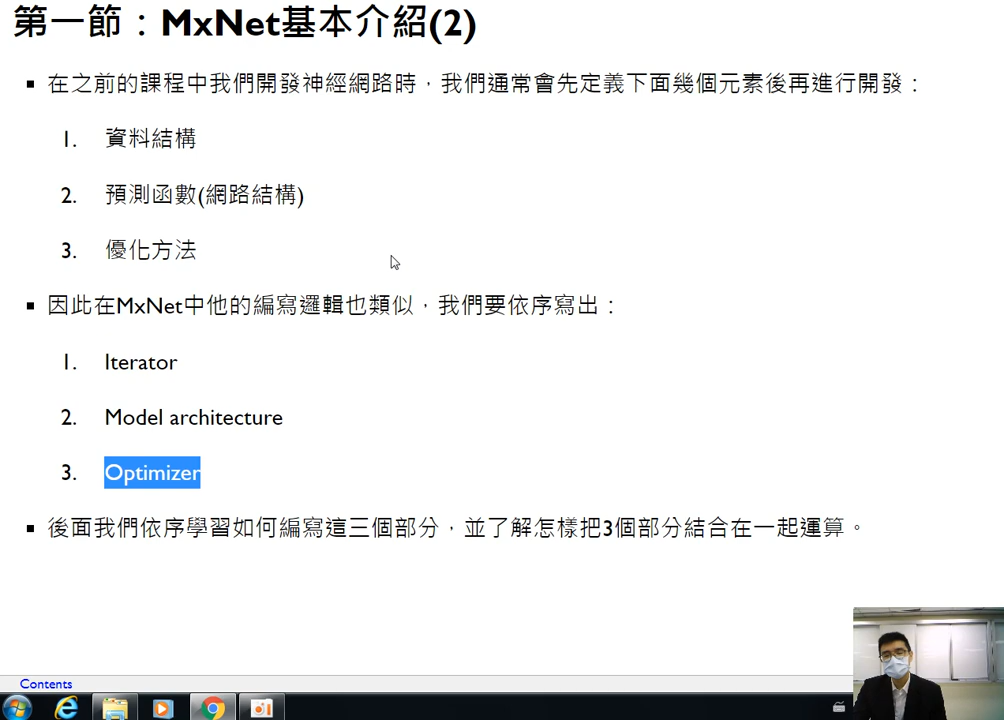 第一節：MxNet基本介紹(2)
在之前的課程中我們開發神經網路時，我們通常會先定義下面幾個元素後再進行開發：
1. 資料結構
2. 預測函數(網路結構)
3. 優化方法
因此在MxNet中他的編寫邏輯也類似，我們要依序寫出：
1. Iterator
2. Model architecture
3. Optimizer
後面我們依序學習如何編寫這三個部分，並了解怎樣把3個部分結合在一起運算。
Contents